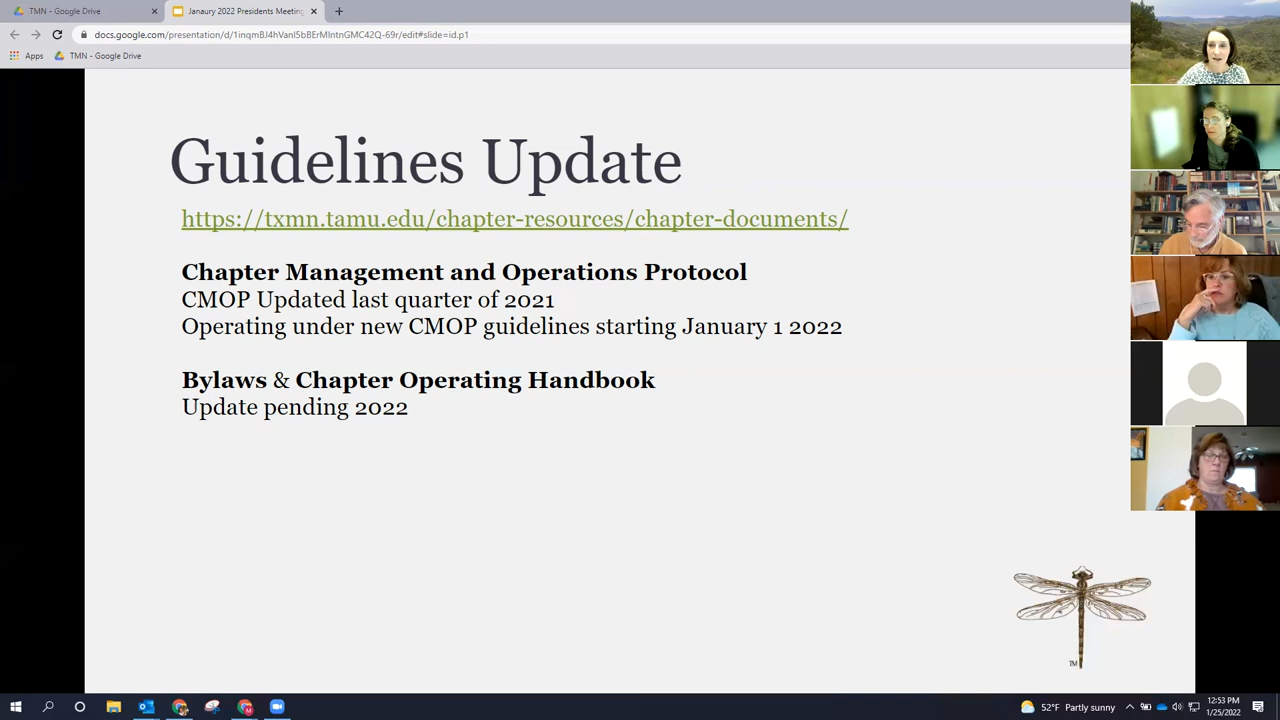 TMN - Google Drive
Janaury 2022 Presidents Meeting
docs.google.com/presentation/d/1inqmBJ4hVanI5bBErMIntnGMC42Q-69r/edit#slide=id.p1
Apps
TMN - Google Drive
Guidelines Update
https://txmn.tamu.edu/chapter-resources/chapter-documents/
Chapter Management and Operations Protocol
CMOP Updated last quarter of 2021
Operating under new CMOP guidelines starting January 1 2022
Bylaws & Chapter Operating Handbook
Update pending 2022
TM
52°F Partly sunny
12:53 PM
1/25/2022